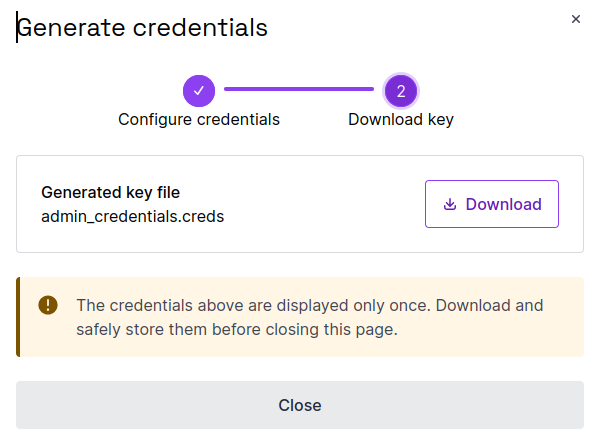 Generate credentials
2
Configure credentials
Download key
Generated key file
admin_credentials.creds
Download
The credentials above are displayed only once. Download and
safely store them before closing this page.
Close